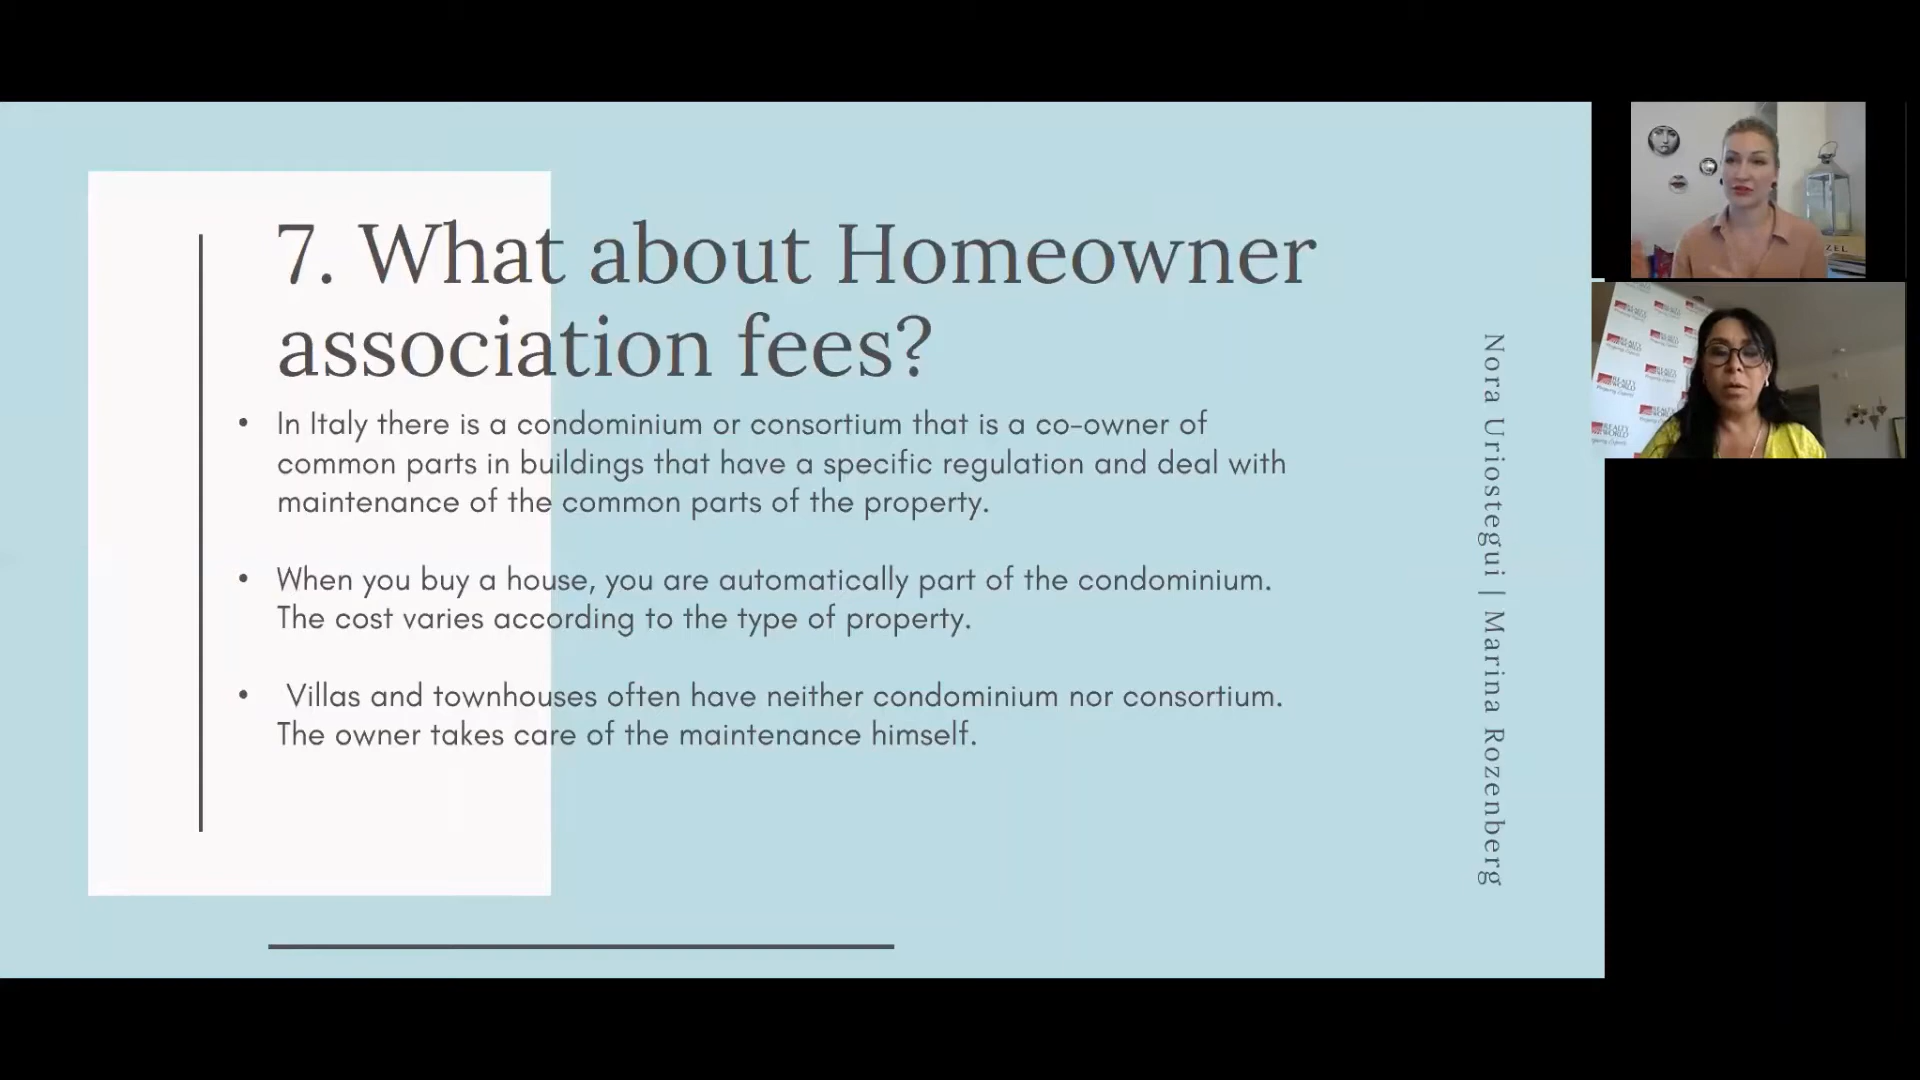 7. What about Homeowner
association fees?
• In Italy there is a condominium or consortium that is a co-owner of
common parts in buildings that have a specific regulation and deal with
maintenance of the common parts of the property.
• When you buy a house, you are automatically part of the condominium.
The cost varies according to the type of property.
• Villas and townhouses often have neither condominium nor consortium.
The owner takes care of the maintenance himself.
Nora Uriostegui | Marina Rozenberg
ZEL
REALTY
WORLD